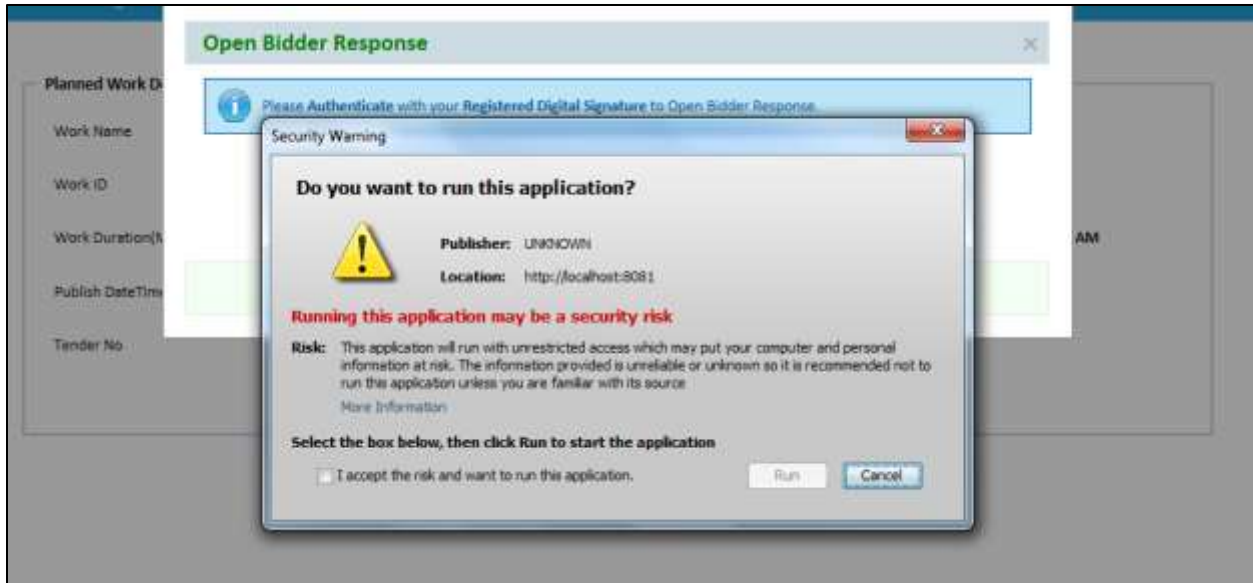 Open Bidder Response
Planned Work D
Please Authenticate with your Registered Digital Signature to Open Bidder Response.
Work Name
Security Warning
Do you want to run this application?
Work ID
Work Duration(M
Publisher: UNKNOWN
AM
Location: http://localhost:8081
Publish DateTime
Running this application may be a security risk
Tender No
Risk: This application will run with unrestricted access which may put your computer and personal
information at risk. The information provided is unreliable or unknown so it is recommended not to
run this application unless you are familiar with its source
More Information
Select the box below, then click Run to start the application
I accept the risk and want to run this application.
Run
Cancel